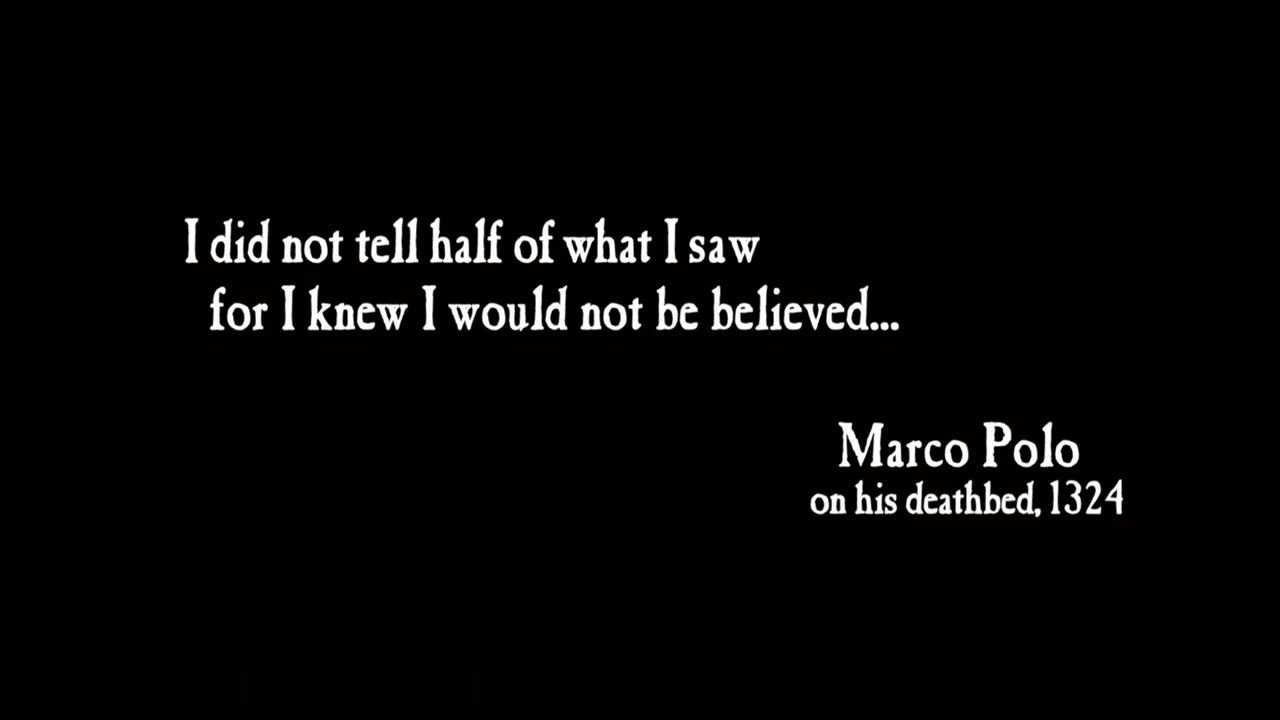 I did not tell half of what I saw
for I knew I would not be believed...
Marco Polo
on his deathbed, 1324